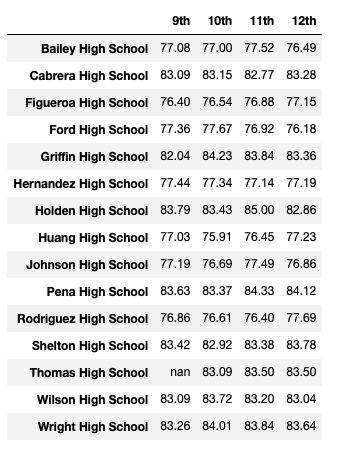 9th 10th 11th 12th
Bailey High School 77.08 77.00 77.52 76.49
Cabrera High School 83.09 83.15 82.77 83.28
Figueroa High School 76.40 76.54 76.88 77.15
Ford High School 77.36 77.67 76.92 76.18
Griffin High School 82.04 84.23 83.84 83.36
Hernandez High School 77.44 77.34 77.14 77.19
Holden High School 83.79 83.43 85.00 82.86
Huang High School 77.03 75.91 76.45 77.23
Johnson High School 77.19 76.69 77.49 76.86
Pena High School 83.63 83.37 84.33 84.12
Rodriguez High School 76.86 76.61 76.40 77.69
Shelton High School 83.42 82.92 83.38 83.78
Thomas High School nan 83.09 83.50 83.50
Wilson High School 83.09 83.72 83.20 83.04
Wright High School 83.26 84.01 83.84 83.64